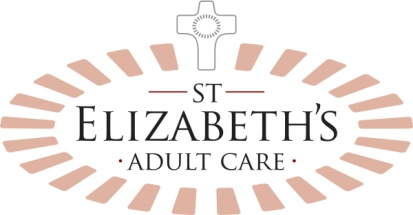 ST
ELIZABETH'S
· ADULT CARE ·